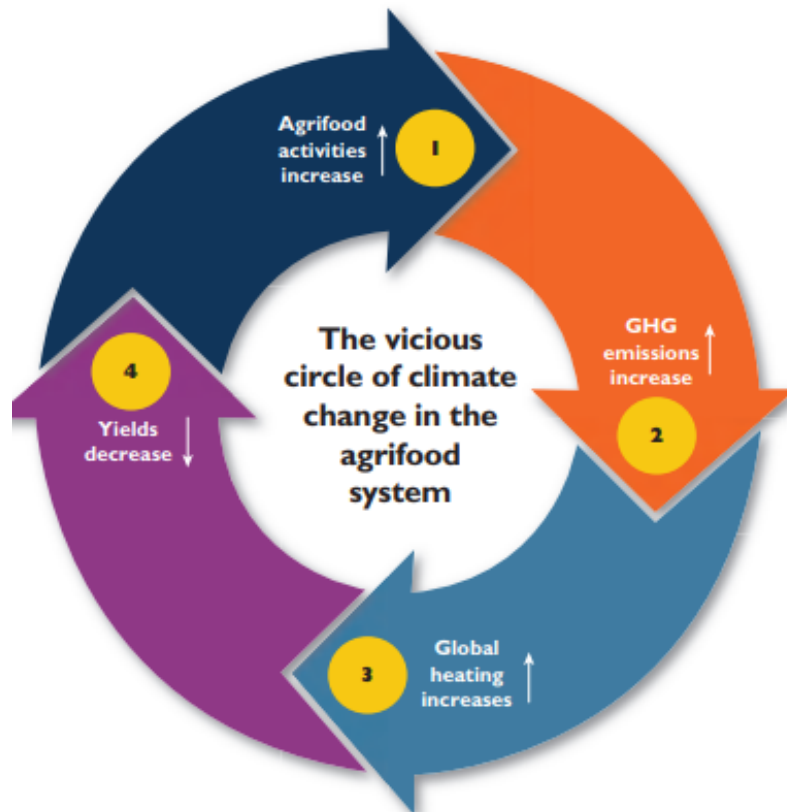 Agrifood
activities
increase
1
The vicious
circle of climate
change in the
agrifood
system
GHG
emissions
increase
2
Global
heating
increases
3
4
Yields
decrease